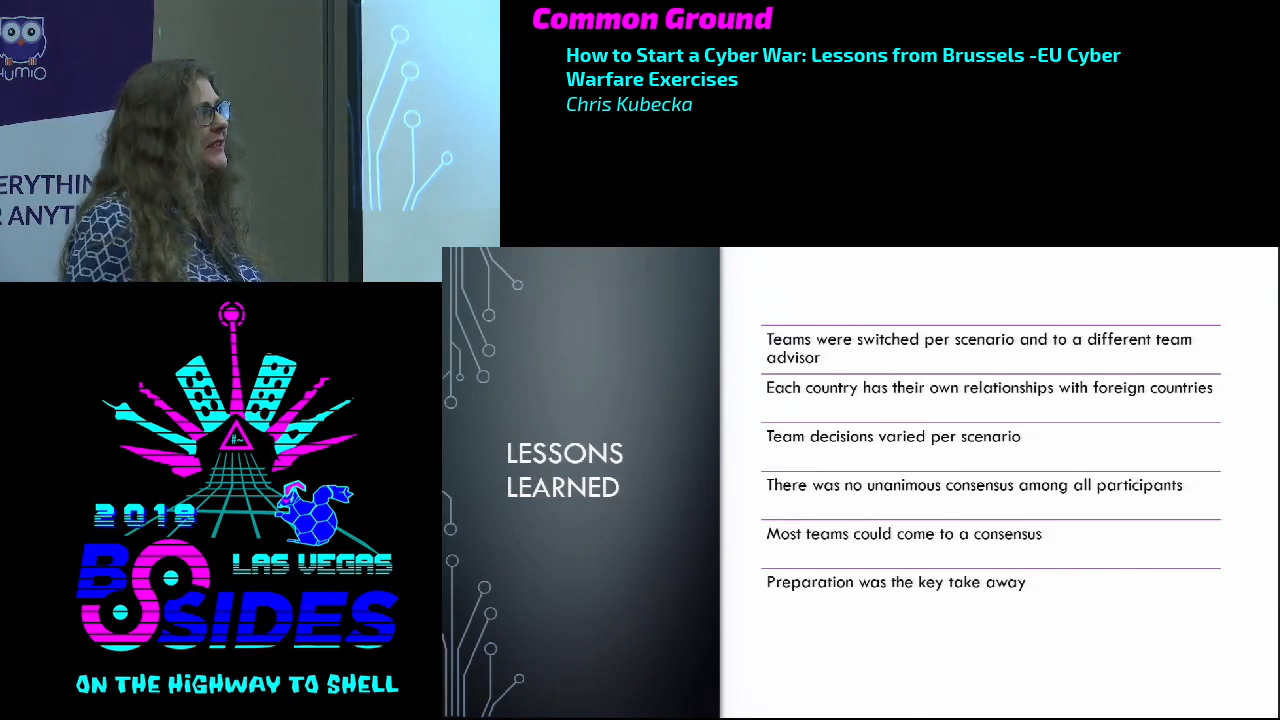 Common Ground
How to Start a Cyber War: Lessons from Brussels -EU Cyber
Warfare Exercises
Chris Kubecka
LESSONS
LEARNED
Teams were switched per scenario and to a different team
advisor
Each country has their own relationships with foreign countries
Team decisions varied per scenario
There was no unanimous consensus among all participants
Most teams could come to a consensus
Preparation was the key take away
#~
2019
LAS VEGAS
BSIDES
ON THE HIGHWAY TO SHELL